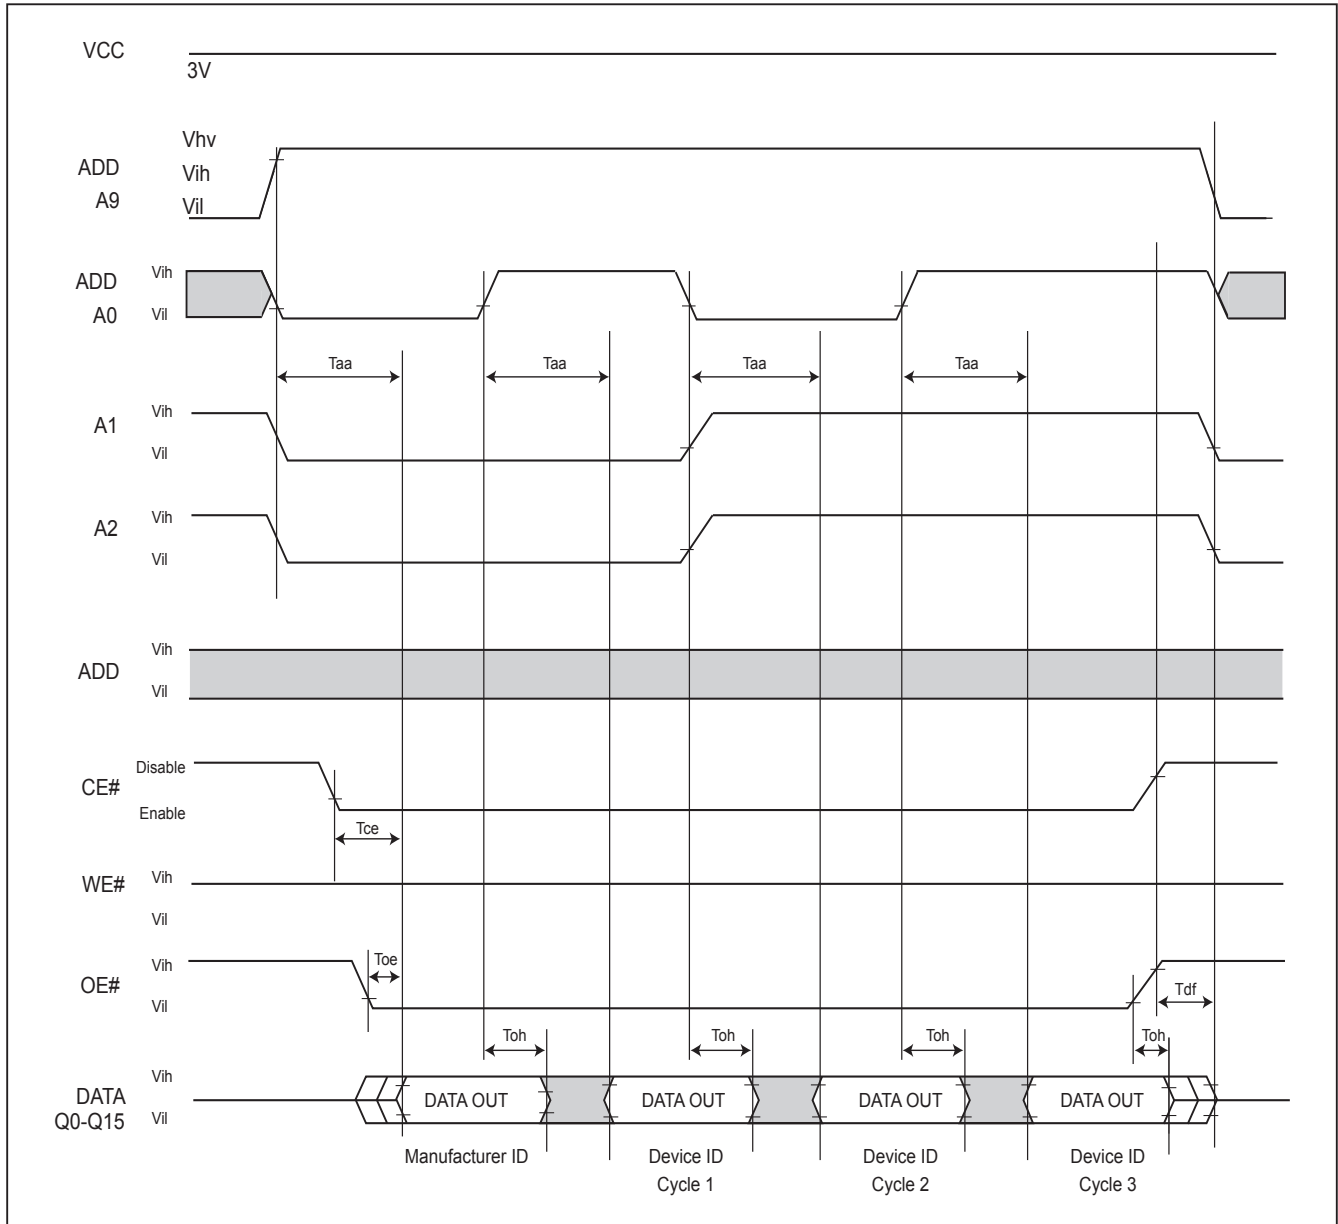 VCC
3V
ADD
A9
Vhv
Vih
Vil
ADD
A0
Vih
Vil
Taa
Taa
Taa
Taa
A1
Vih
Vil
A2
Vih
Vil
ADD
Vih
Vil
CE#
Disable
Enable
Tce
WE#
Vih
Vil
OE#
Vih
Vil
Toe
Tdf
Toh
Toh
Toh
Toh
DATA
Q0-Q15
Vih
Vil
DATA OUT
DATA OUT
DATA OUT
DATA OUT
Manufacturer ID
Device ID
Cycle 1
Device ID
Cycle 2
Device ID
Cycle 3